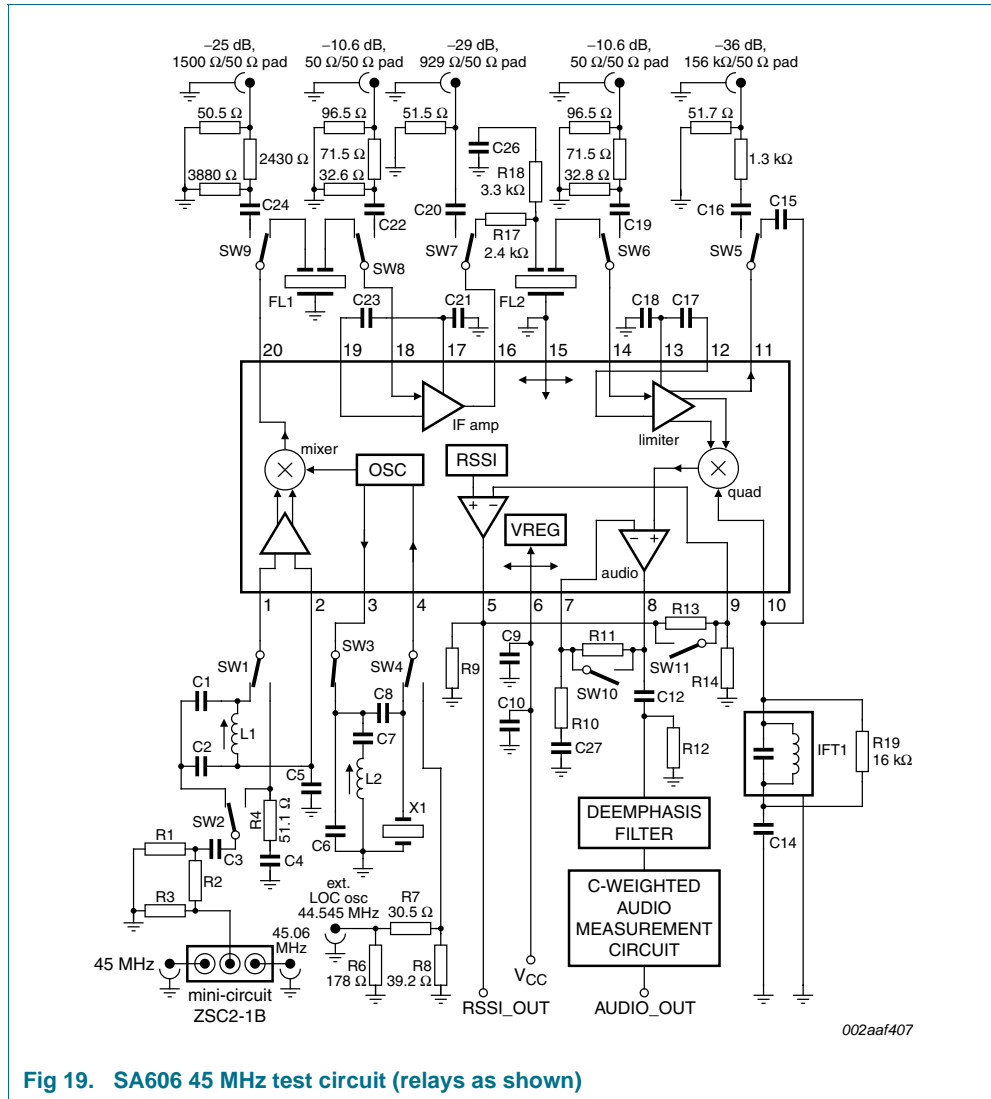 −25 dB,
1500 Ω/50 Ω pad
−10.6 dB,
50 Ω/50 Ω pad
−29 dB,
929 Ω/50 Ω pad
−10.6 dB,
50 Ω/50 Ω pad
−36 dB,
156 kΩ/50 Ω pad
50.5 Ω
96.5 Ω
51.5 Ω
96.5 Ω
51.7 Ω
2430 Ω
71.5 Ω
C26
R18
3.3 kΩ
71.5 Ω
1.3 kΩ
3880 Ω
32.6 Ω
32.8 Ω
C24
C22
C20
C19
C16
C15
R17
2.4 kΩ
SW9
SW8
SW7
SW6
SW5
FL1
FL2
C23
C21
C18
C17
20
19
18
17
16
15
14
13
12
11
IF amp
limiter
mixer
OSC
RSSI
quad
+ −
VREG
− +
audio
1
2
3
4
5
6
7
8
9
10
SW1
SW3
SW4
R9
C9
R11
R13
SW11
R14
C1
C8
SW10
L1
C7
C10
R10
C12
C2
L2
C27
R12
IFT1
R19
16 kΩ
C5
SW2
R4
51.1 Ω
C6
X1
C14
R1
C3
C4
R2
R3
DEEMPHASIS
FILTER
ext.
LOC osc
44.545 MHz
R7
30.5 Ω
C-WEIGHTED
AUDIO
MEASUREMENT
CIRCUIT
45 MHz
45.06
MHz
R6
178 Ω
R8
39.2 Ω
VCC
mini-circuit
ZSC2-1B
RSSI_OUT
AUDIO_OUT
002aaf407
Fig 19. SA606 45 MHz test circuit (relays as shown)